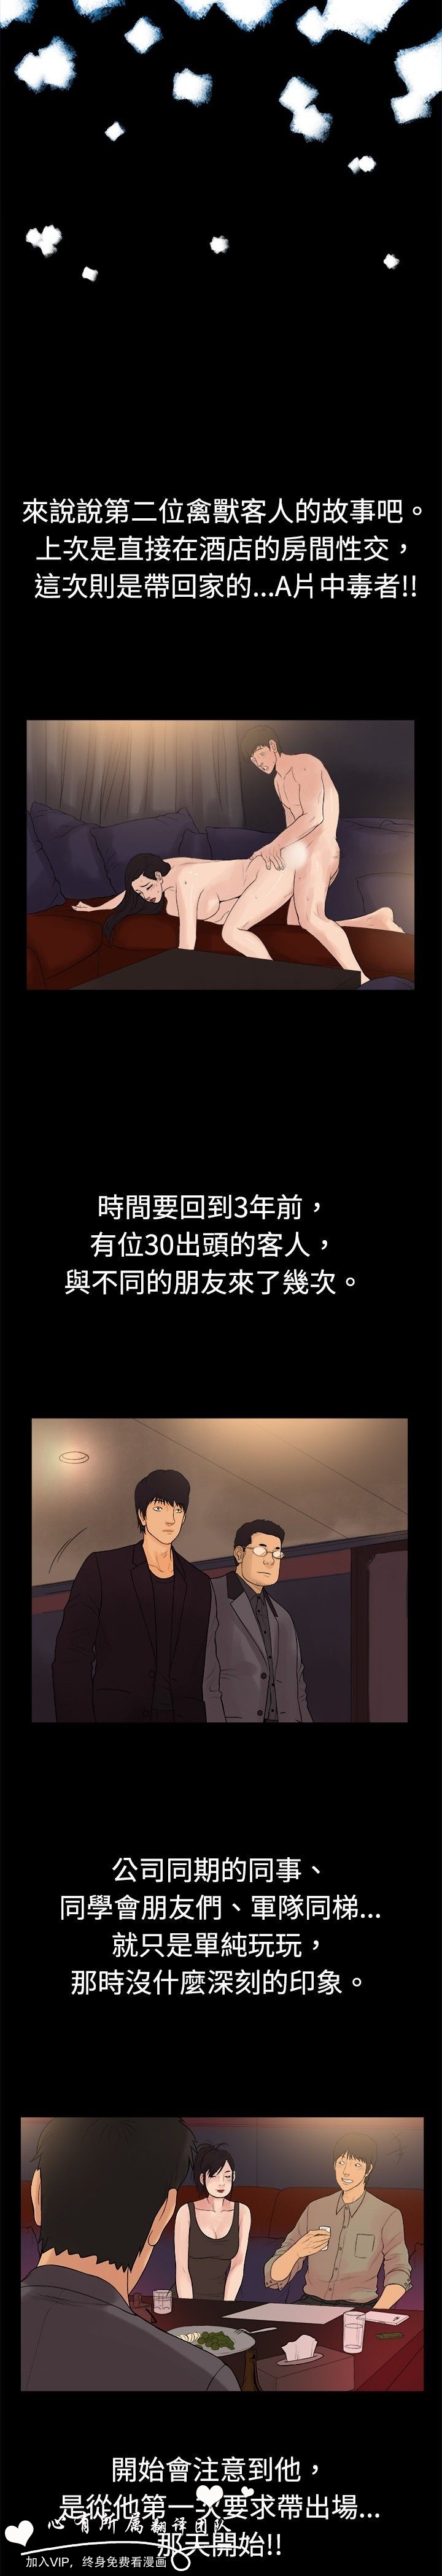 來說說第二位禽獸客人的故事吧。
上次是直接在酒店的房間性交，
這次則是帶回家的...A片中毒者!!
時間要回到3年前，
有位30出頭的客人，
與不同的朋友來了幾次。
公司同期的同事、
同學會朋友們、軍隊同梯...
就只是單純玩玩，
那時沒什麼深刻的印象。
開始會注意到他，
是從他第一次要求帶出場...
那天開始!!
心有所属翻译团队
加入VIP，终身免费看漫画